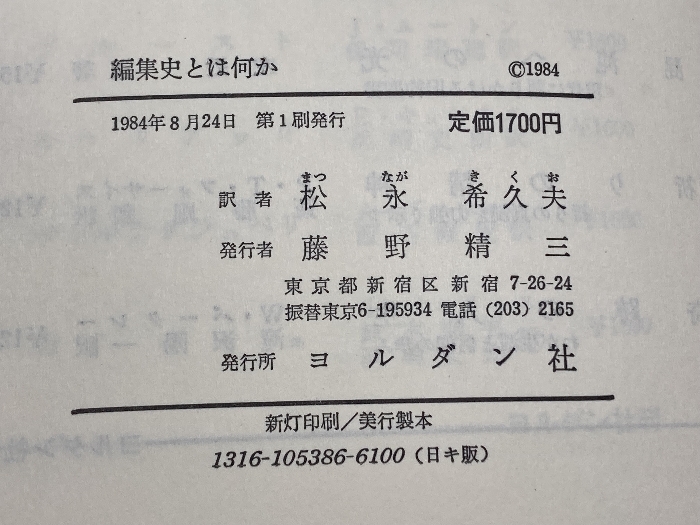 編集史とは何か ©1984
1984年8月24日 第1刷発行 定価1700円
まつ なが き く お
訳者 松永希久夫
発行者 藤野精三
東京都新宿区新宿7-26-24
振替東京6-195934 電話(203)2165
発行所 ヨルダン社
新灯印刷/美行製本
1316-105386-6100(日キ販)